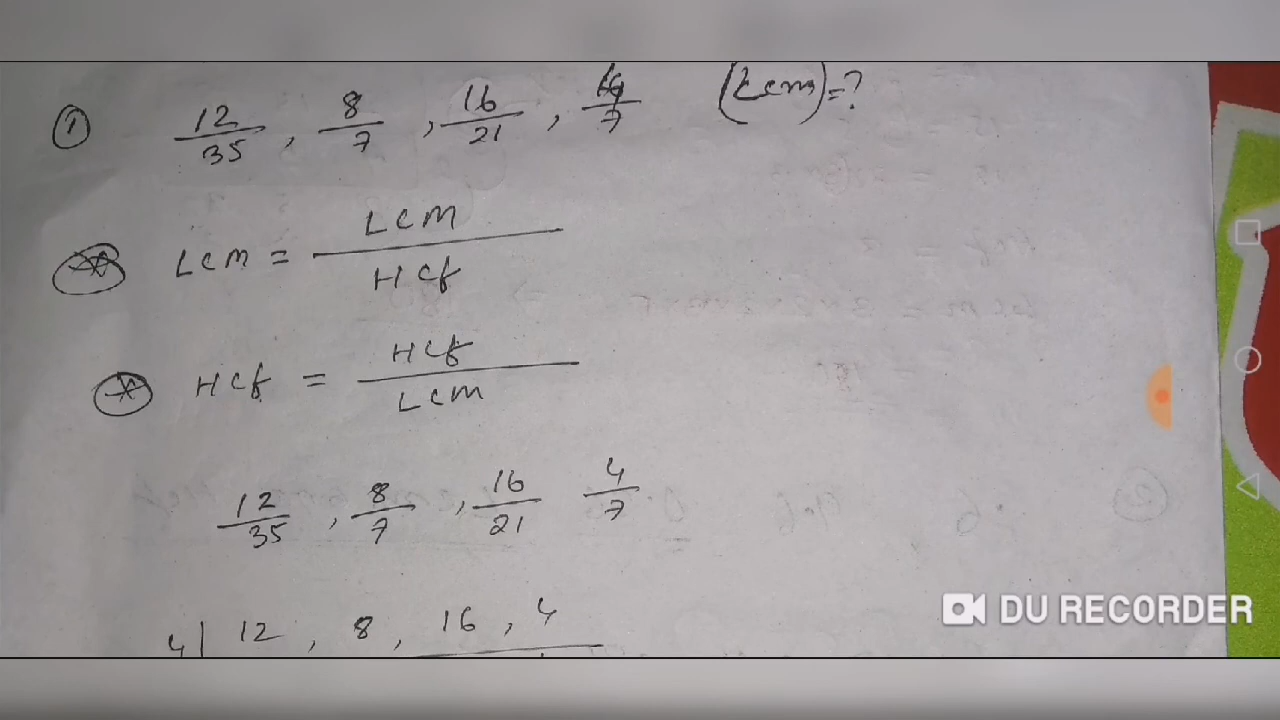 ① 12/35, 8/7, 16/21, 4/7 (Lcm)=?
LCM = LCM/HCf
HCf = HCf/LCM
12/35, 8/7, 16/21 4/7
4| 12, 8, 16, 4
DU RECORDER